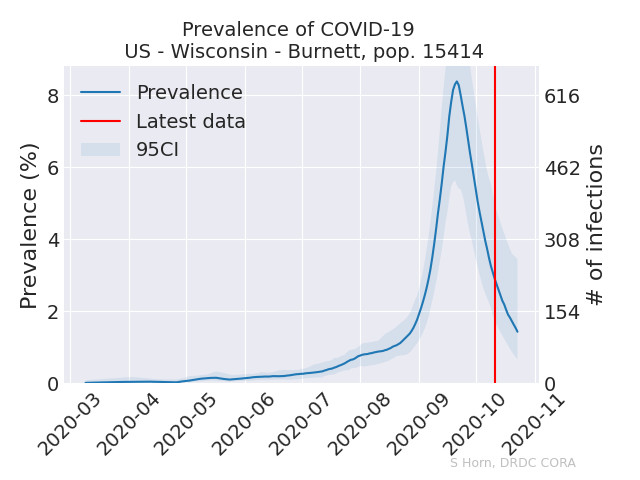 Prevalence of COVID-19
US - Wisconsin - Burnett, pop. 15414
Prevalence
Latest data
95CI
Prevalence (%)
8
6
4
2
0
616
462
308
154
0
# of infections
2020-03
2020-04
2020-05
2020-06
2020-07
2020-08
2020-09
2020-10
2020-11
S Horn, DRDC CORA